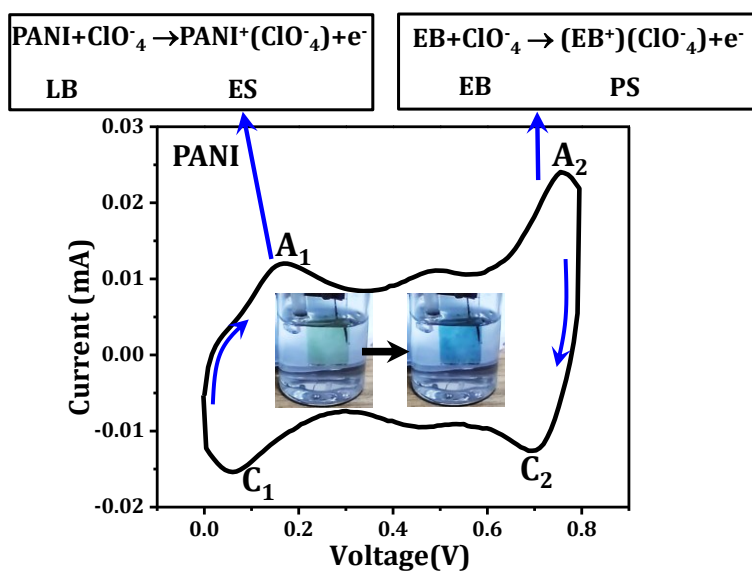 PANI+ClO⁻₄ →PANI⁺(ClO⁻₄)+e⁻
LB ES
EB+ClO⁻₄ → (EB⁺)(ClO⁻₄)+e⁻
EB PS
0.03
0.02
0.01
0.00
-0.01
-0.02
Current (mA)
PANI
A₁
A₂
C₁
C₂
0.0 0.2 0.4 0.6 0.8
Voltage(V)